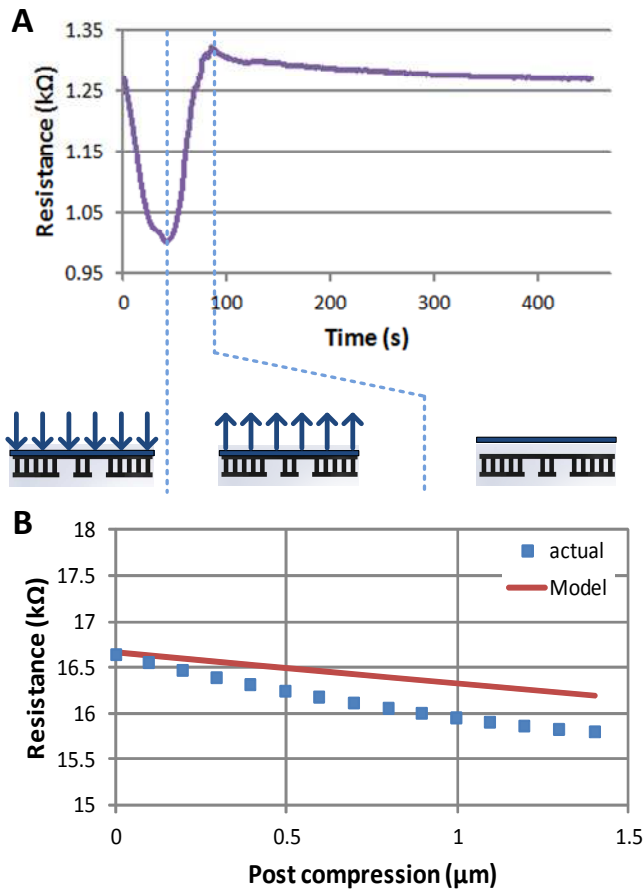 A
Resistance (kΩ)
1.35
1.25
1.15
1.05
0.95
0 100 200 300 400
Time (s)
B
Resistance (kΩ)
18
17.5
17
16.5
16
15.5
15
actual
Model
0 0.5 1 1.5
Post compression (μm)